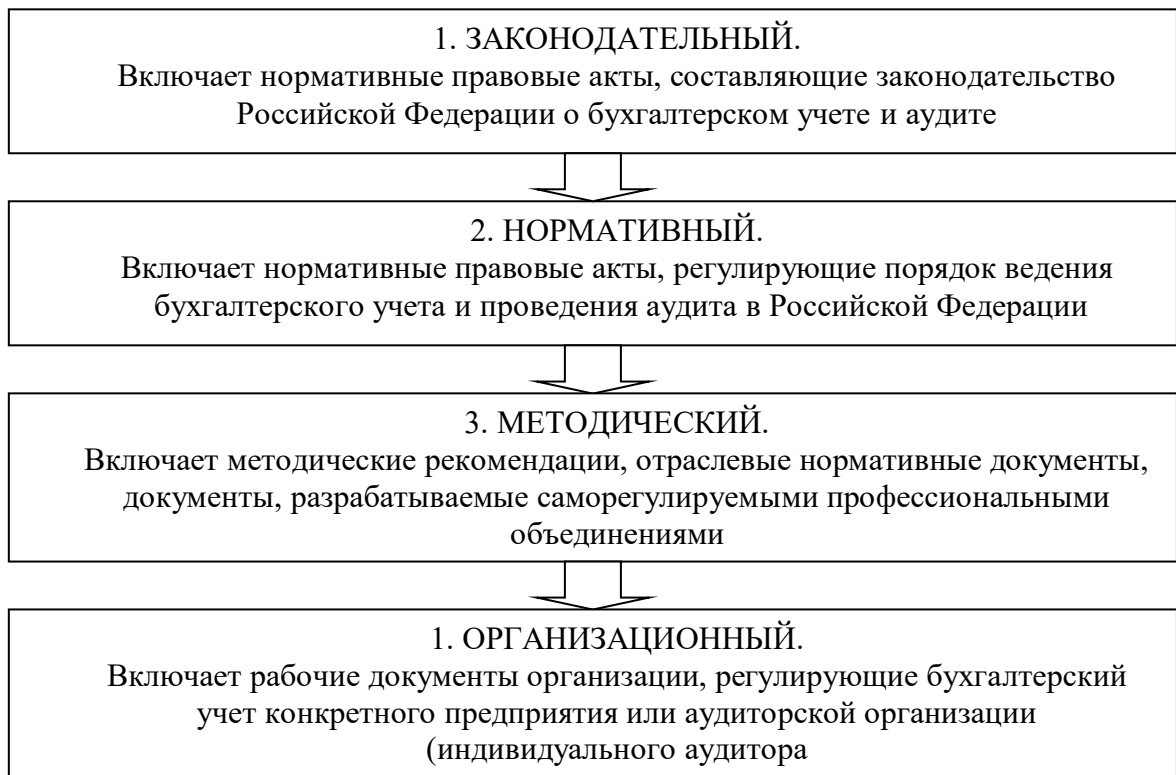 1. ЗАКОНОДАТЕЛЬНЫЙ.
Включает нормативные правовые акты, составляющие законодательство
Российской Федерации о бухгалтерском учете и аудите
2. НОРМАТИВНЫЙ.
Включает нормативные правовые акты, регулирующие порядок ведения
бухгалтерского учета и проведения аудита в Российской Федерации
3. МЕТОДИЧЕСКИЙ.
Включает методические рекомендации, отраслевые нормативные документы,
документы, разрабатываемые саморегулируемыми профессиональными
объединениями
1. ОРГАНИЗАЦИОННЫЙ.
Включает рабочие документы организации, регулирующие бухгалтерский
учет конкретного предприятия или аудиторской организации
(индивидуального аудитора